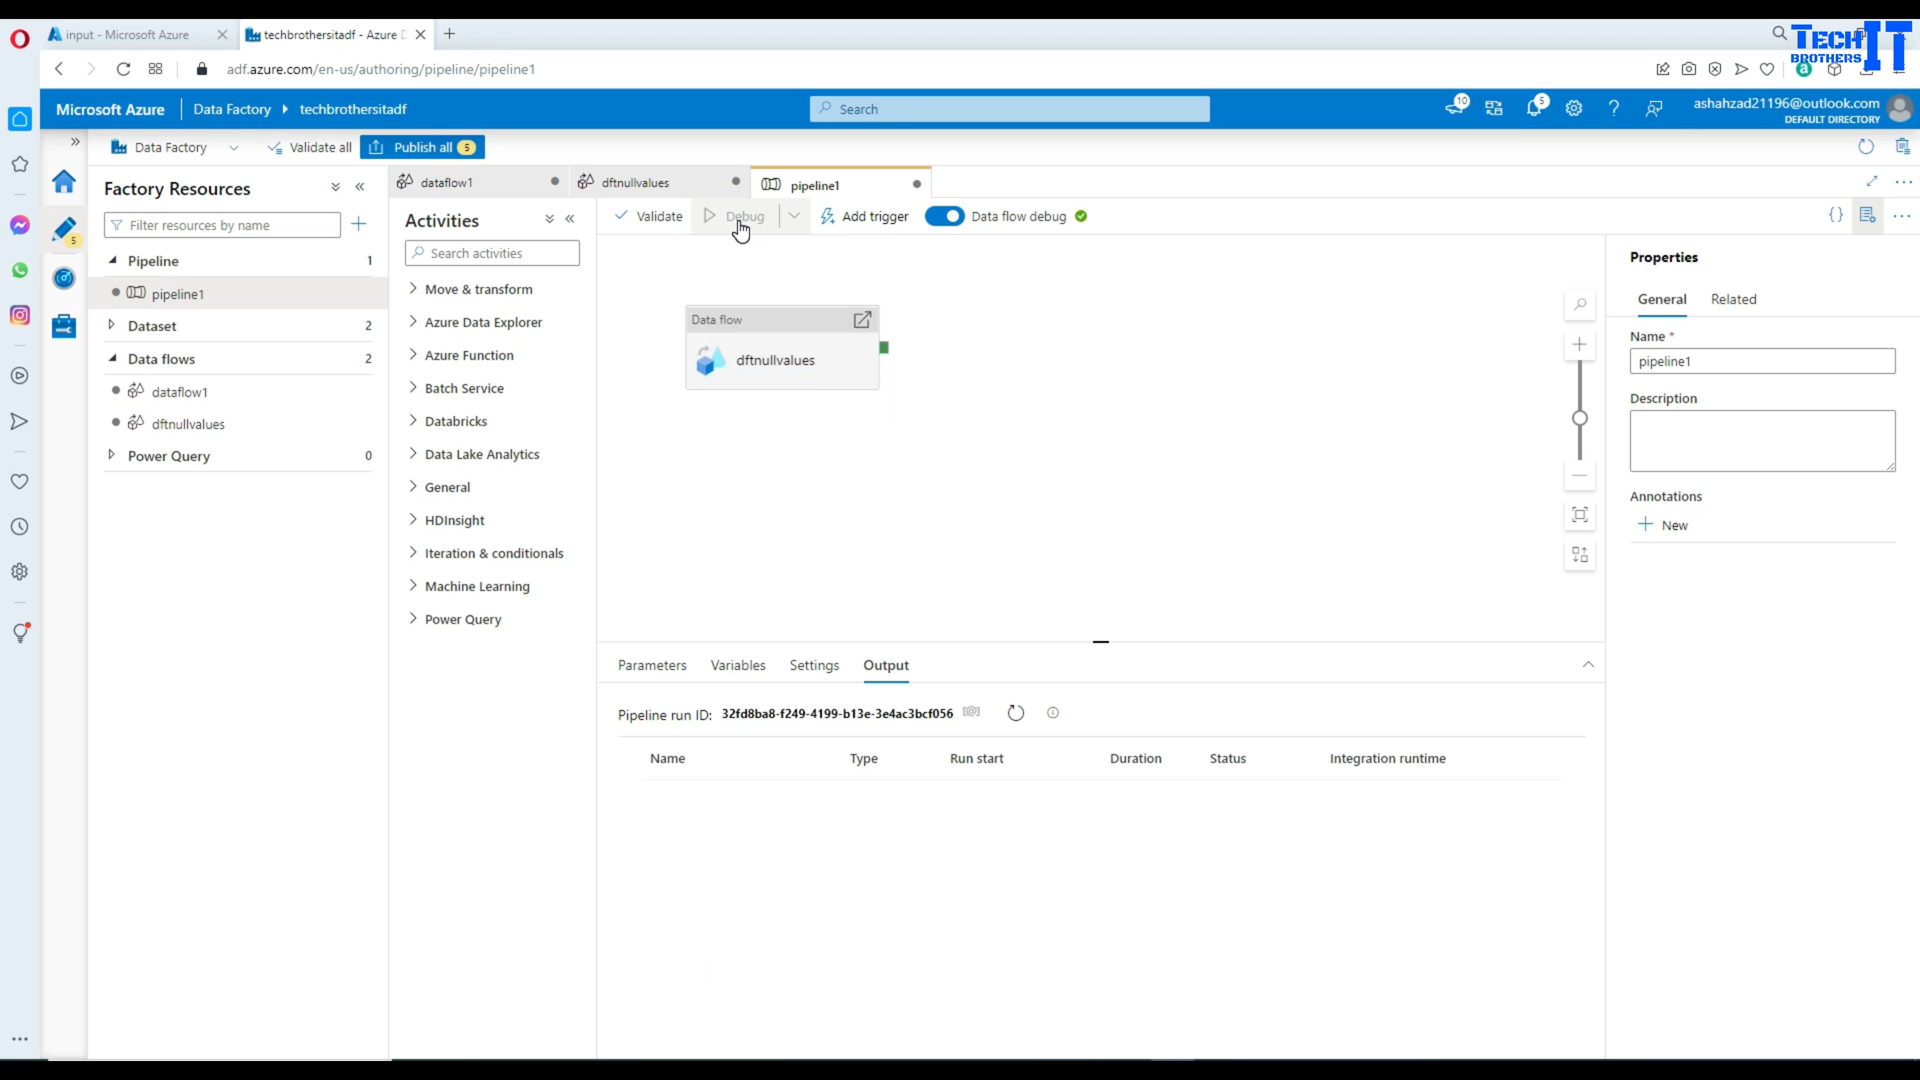 input - Microsoft Azure
techbrothersitadf - Azure D
TECH BROTHERS IT
adf.azure.com/en-us/authoring/pipeline/pipeline1
a
Microsoft Azure
Data Factory
techbrothersitadf
Search
10
5
?
ashahzad21196@outlook.com
DEFAULT DIRECTORY
Data Factory
Validate all
Publish all
5
Factory Resources
Filter resources by name
Pipeline 1
pipeline1
Dataset 2
Data flows 2
dataflow1
dftnullvalues
Power Query 0
5
dataflow1
dftnullvalues
pipeline1
Activities
Search activities
Move & transform
Azure Data Explorer
Azure Function
Batch Service
Databricks
Data Lake Analytics
General
HDInsight
Iteration & conditionals
Machine Learning
Power Query
Validate
Debug
Add trigger
Data flow debug
{}
Data flow
dftnullvalues
Parameters
Variables
Settings
Output
Pipeline run ID: 32fd8ba8-f249-4199-b13e-3e4ac3bcf056 [@]
Name Type Run start Duration Status Integration runtime
Properties
General
Related
Name *
pipeline1
Description
Annotations
New